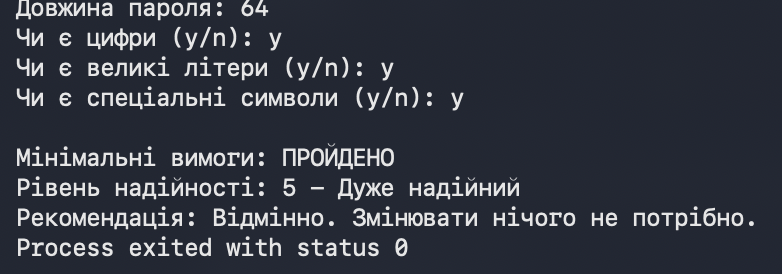 Довжина пароля: 64
Чи є цифри (y/n): y
Чи є великі літери (y/n): y
Чи є спеціальні символи (y/n): y
Мінімальні вимоги: ПРОЙДЕНО
Рівень надійності: 5 – Дуже надійний
Рекомендація: Відмінно. Змінювати нічого не потрібно.
Process exited with status 0